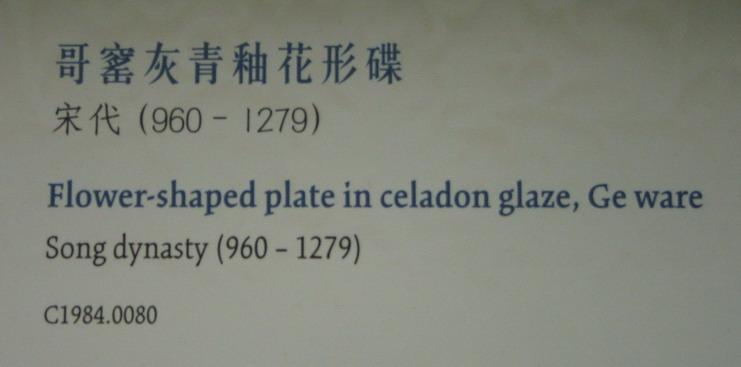 哥窰灰青釉花形碟
宋代 (960 - 1279)
Flower-shaped plate in celadon glaze, Ge ware
Song dynasty (960 – 1279)
C1984.0080